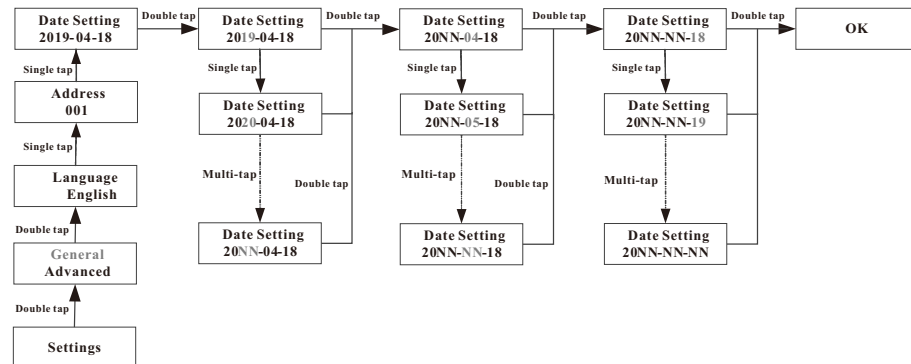 Date Setting
2019-04-18
Double tap
Date Setting
2019-04-18
Double tap
Date Setting
20NN-04-18
Double tap
Date Setting
20NN-NN-18
Double tap
OK
Single tap
Single tap
Single tap
Single tap
Address
001
Date Setting
2020-04-18
Date Setting
20NN-05-18
Date Setting
20NN-NN-19
Single tap
Language
English
Multi-tap
Double tap
Multi-tap
Double tap
Multi-tap
Double tap
General
Advanced
Date Setting
20NN-04-18
Date Setting
20NN-NN-18
Date Setting
20NN-NN-NN
Double tap
Settings